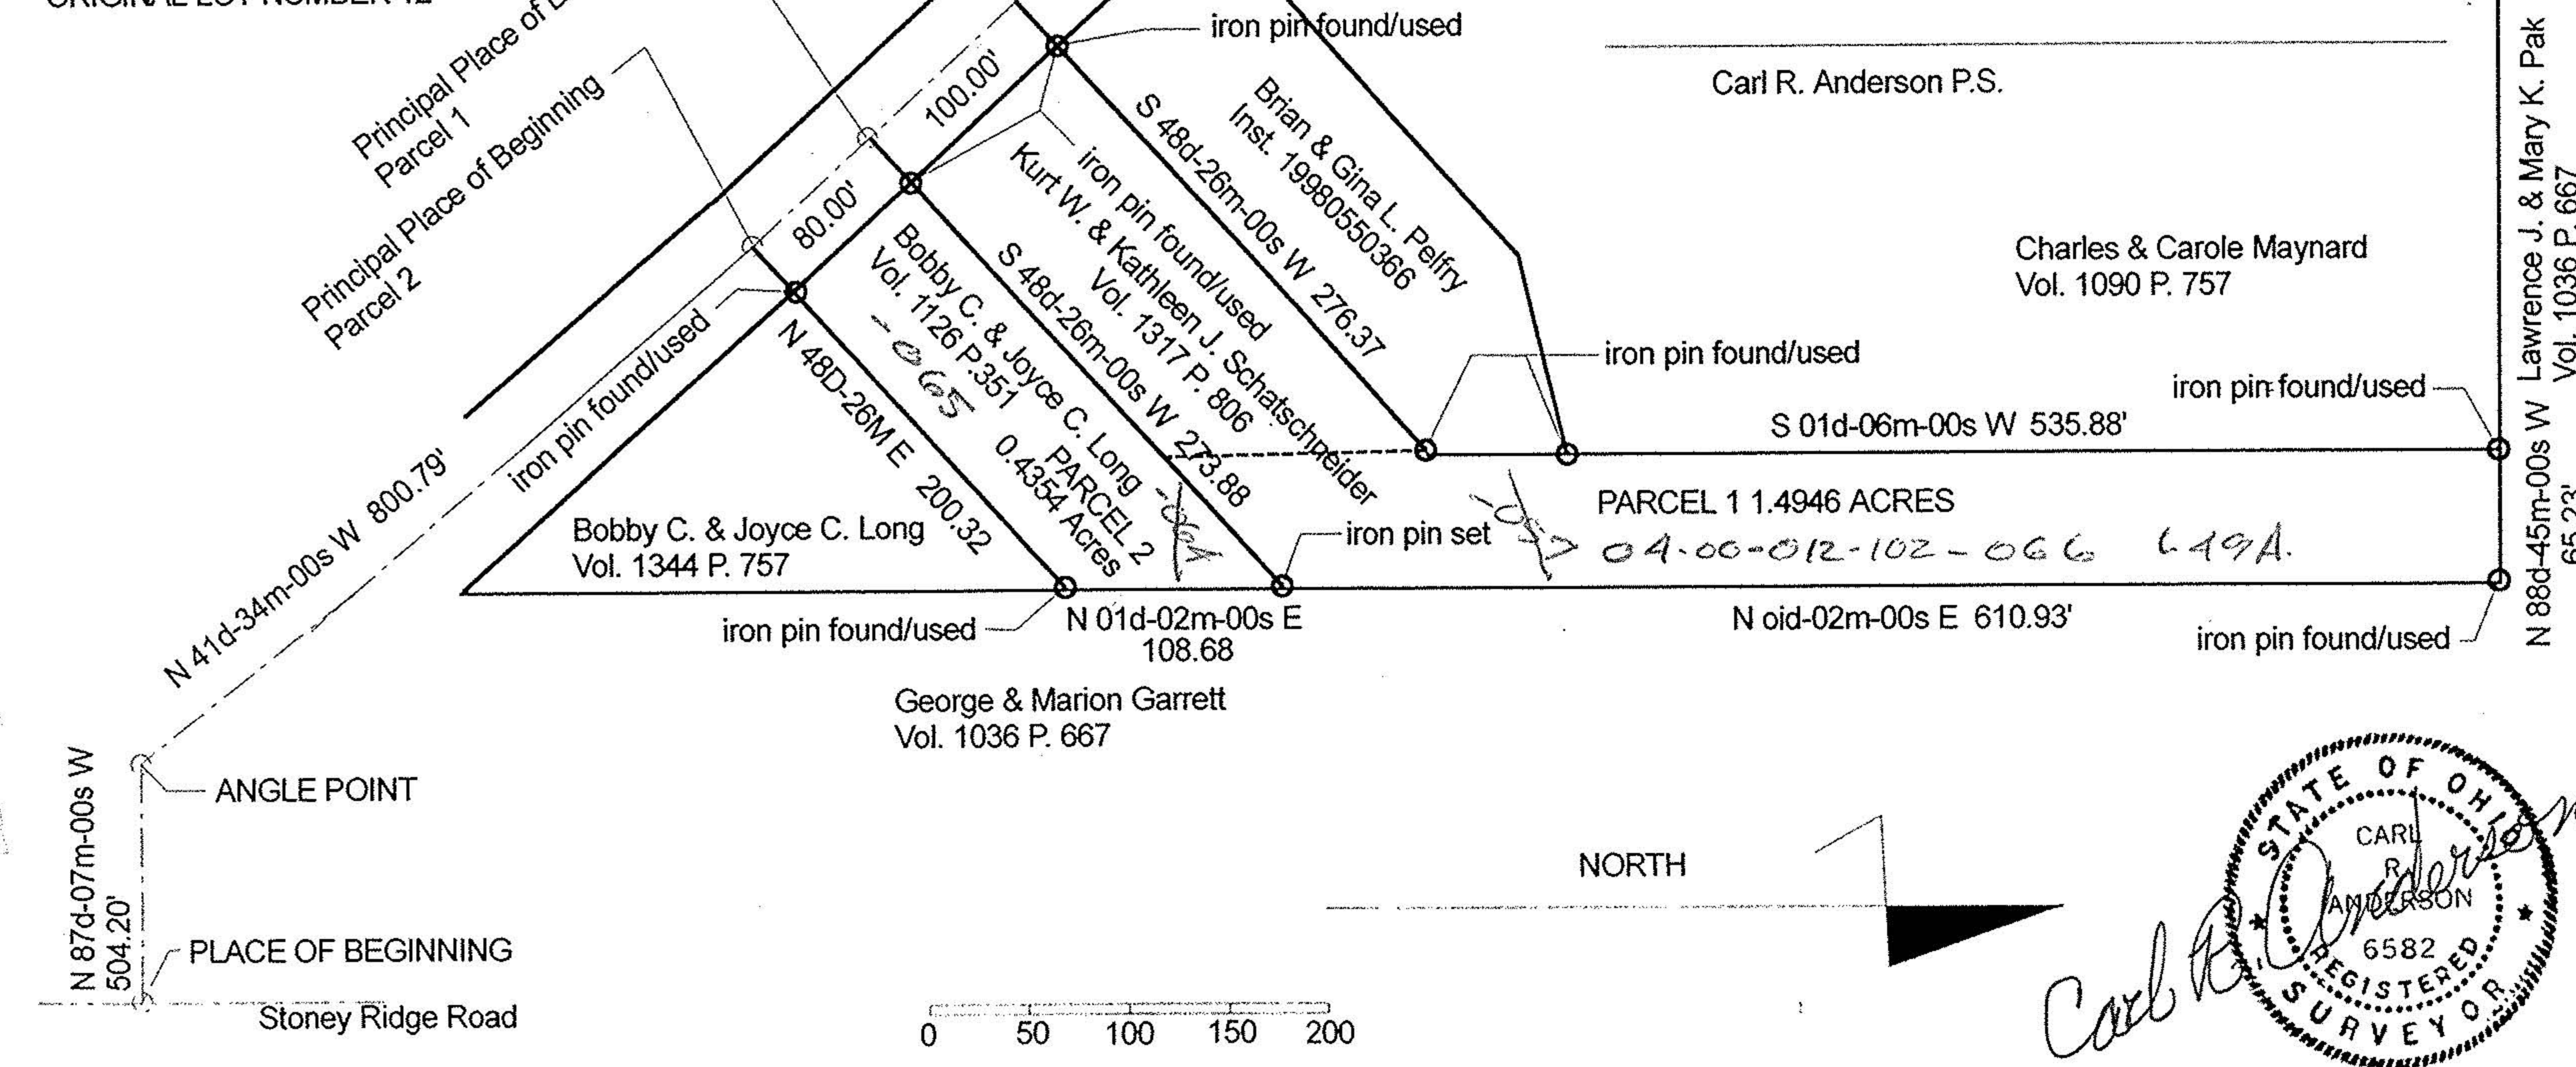 Principal Place of
Parcel 1
Principal Place of Beginning
Parcel 2
iron pin found/used
Carl R. Anderson P.S.
100.00'
80.00'
iron pin found/used
S 48d-26m-00s W 276.37
Brian & Gina L. Pelfry
Inst. 19980550366
iron pin found/used
Kurt W. & Kathleen J. Schatschneider
Vol. 1317 P. 806
S 48d-26m-00s W 273.88
Bobby C. & Joyce C. Long
Vol. 1126 P.351
-065
PARCEL 2
0.4354 Acres
N 48D-26M E 200.32
Charles & Carole Maynard
Vol. 1090 P. 757
Lawrence J. & Mary K. Pak
Vol. 1036 P. 667
N 88d-45m-00s W
65.23'
iron pin found/used
iron pin found/used
S 01d-06m-00s W 535.88'
PARCEL 1 1.4946 ACRES
04-00-012-102-066 1.49A.
iron pin set
Bobby C. & Joyce C. Long
Vol. 1344 P. 757
N 41d-34m-00s W 800.79'
iron pin found/used
N 01d-02m-00s E
108.68
N oid-02m-00s E 610.93'
iron pin found/used
George & Marion Garrett
Vol. 1036 P. 667
N 87d-07m-00s W
504.20'
ANGLE POINT
PLACE OF BEGINNING
Stoney Ridge Road
NORTH
0 50 100 150 200
STATE OF OHIO
CARL
R.
ANDERSON
6582
REGISTERED
SURVEYOR
Carl R. Anderson